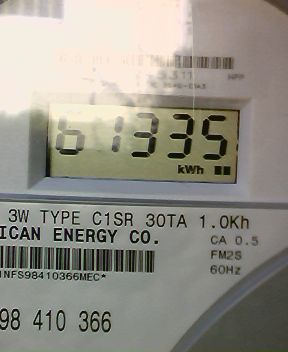 61335
kWh
3W TYPE C1SR 30TA 1.0Kh
ICAN ENERGY CO.
CA 0.5
FM2S
60Hz
1NFS98410366MEC*
98 410 366